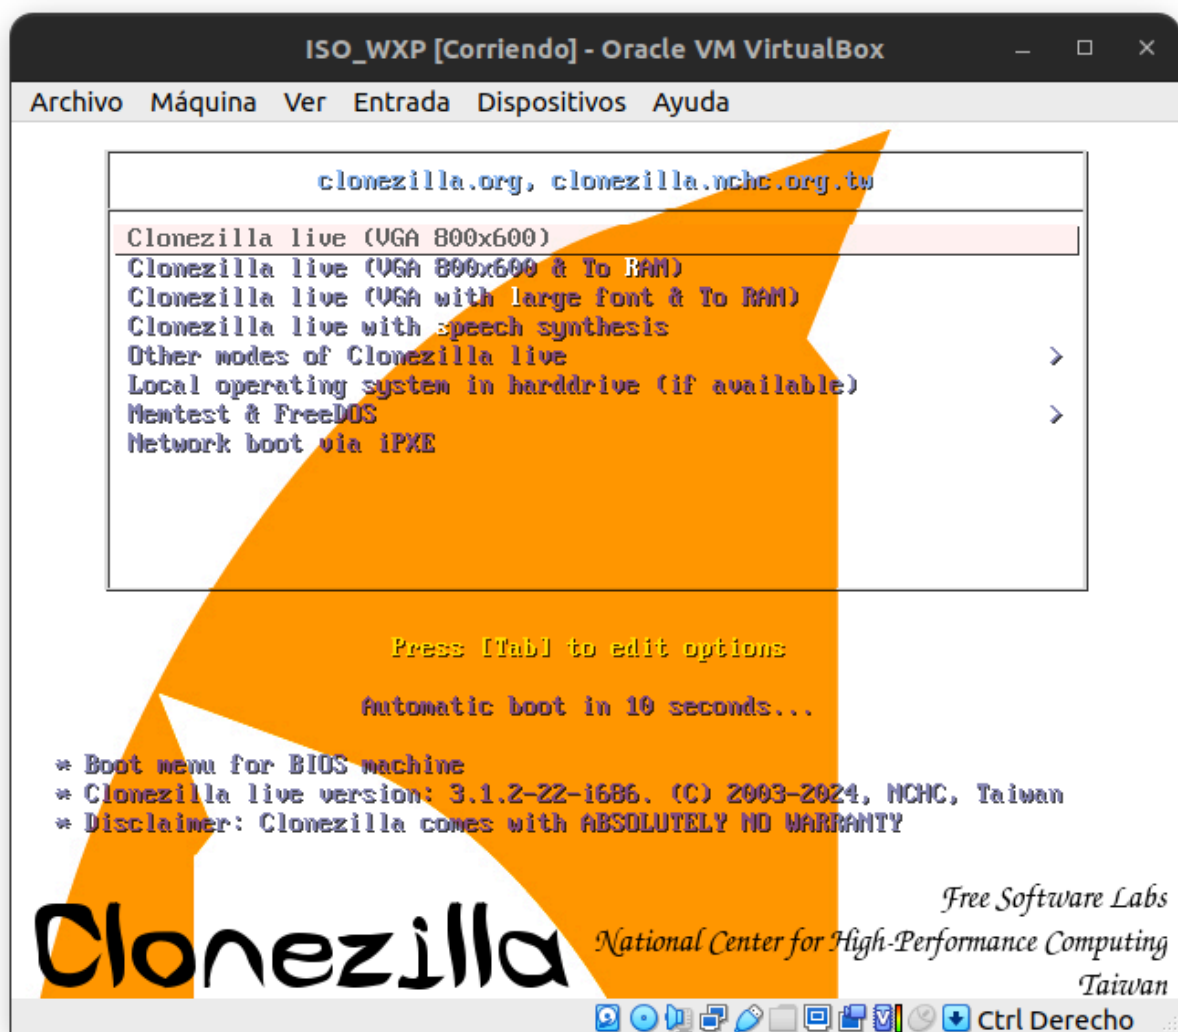 ISO_WXP [Corriendo] - Oracle VM VirtualBox
Archivo Máquina Ver Entrada Dispositivos Ayuda
clonezilla.org, clonezilla.nchc.org.tw
Clonezilla live (VGA 800x600)
Clonezilla live (VGA 800x600 & To RAM)
Clonezilla live (VGA with large font & To RAM)
Clonezilla live with speech synthesis
Other modes of Clonezilla live >
Local operating system in harddrive (if available)
Memtest & FreeDOS >
Network boot via iPXE
Press [Tab] to edit options
Automatic boot in 10 seconds...
* Boot menu for BIOS machine
* Clonezilla live version: 3.1.2-22-i686. (C) 2003-2024, NCHC, Taiwan
* Disclaimer: Clonezilla comes with ABSOLUTELY NO WARRANTY
Clonezilla
Free Software Labs
National Center for High-Performance Computing
Taiwan
Ctrl Derecho